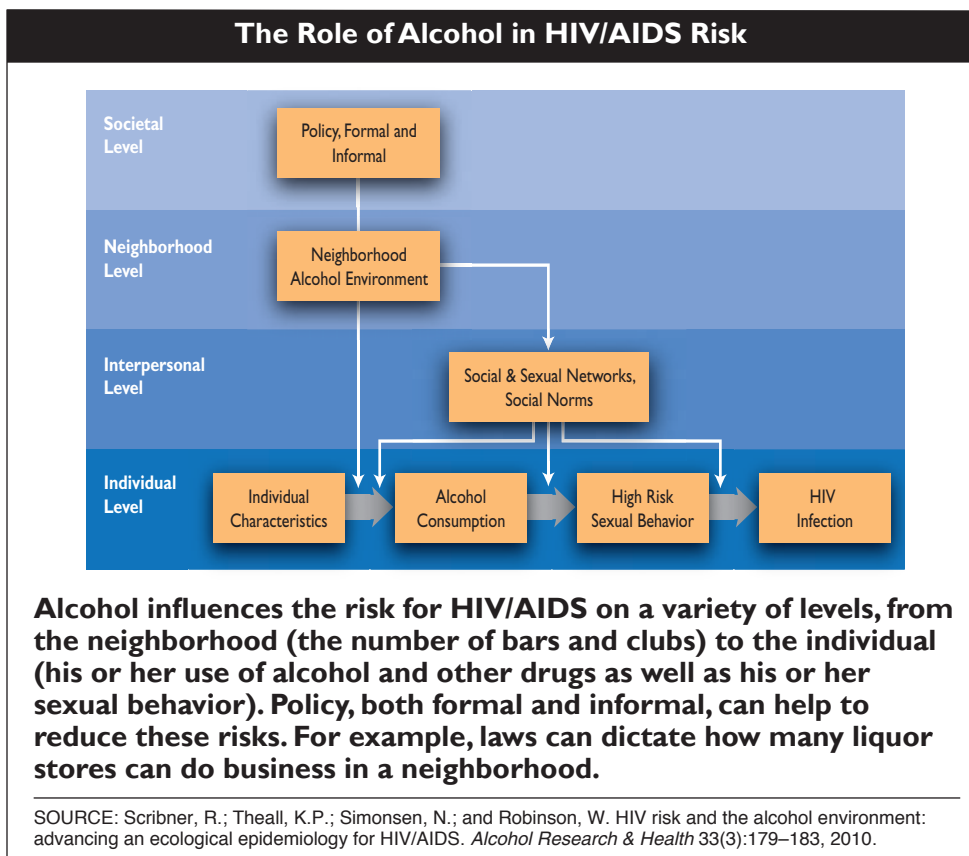 The Role of Alcohol in HIV/AIDS Risk
Societal
Level
Policy, Formal and
Informal
Neighborhood
Level
Neighborhood
Alcohol Environment
Interpersonal
Level
Social & Sexual Networks,
Social Norms
Individual
Level
Individual
Characteristics
Alcohol
Consumption
High Risk
Sexual Behavior
HIV
Infection
Alcohol influences the risk for HIV/AIDS on a variety of levels, from
the neighborhood (the number of bars and clubs) to the individual
(his or her use of alcohol and other drugs as well as his or her
sexual behavior). Policy, both formal and informal, can help to
reduce these risks. For example, laws can dictate how many liquor
stores can do business in a neighborhood.
SOURCE: Scribner, R.; Theall, K.P.; Simonsen, N.; and Robinson, W. HIV risk and the alcohol environment:
advancing an ecological epidemiology for HIV/AIDS. Alcohol Research & Health 33(3):179–183, 2010.